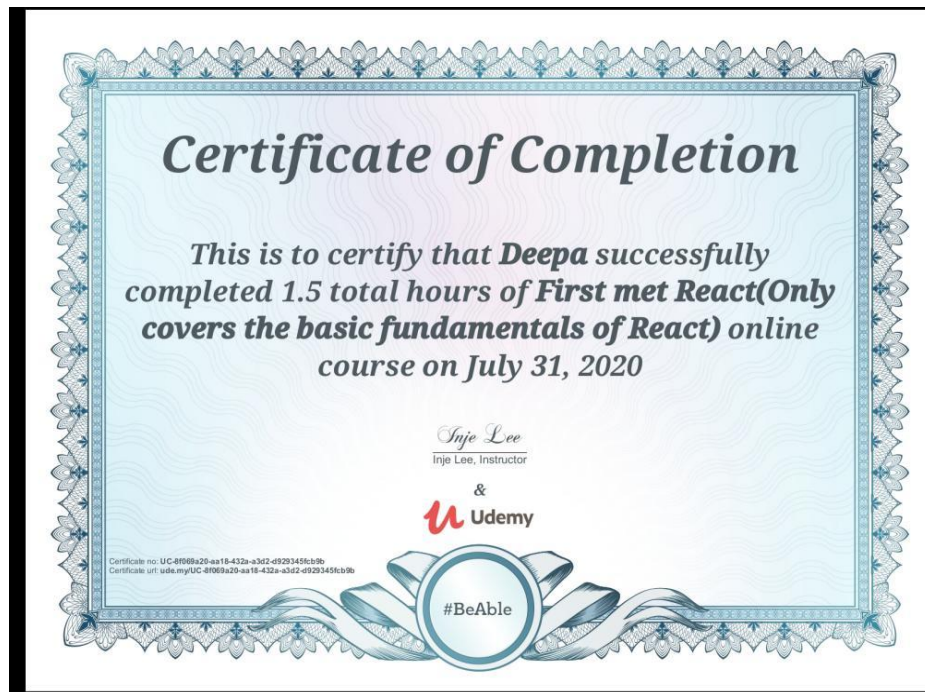 Certificate of Completion
This is to certify that Deepa successfully
completed 1.5 total hours of First met React(Only
covers the basic fundamentals of React) online
course on July 31, 2020
Inje Lee
Inje Lee, Instructor
&
Udemy
Certificate no: UC-8f069a20-aa18-432a-a3d2-d929345fcb9b
Certificate url: ude.my/UC-8f069a20-aa18-432a-a3d2-d929345fcb9b
#BeAble